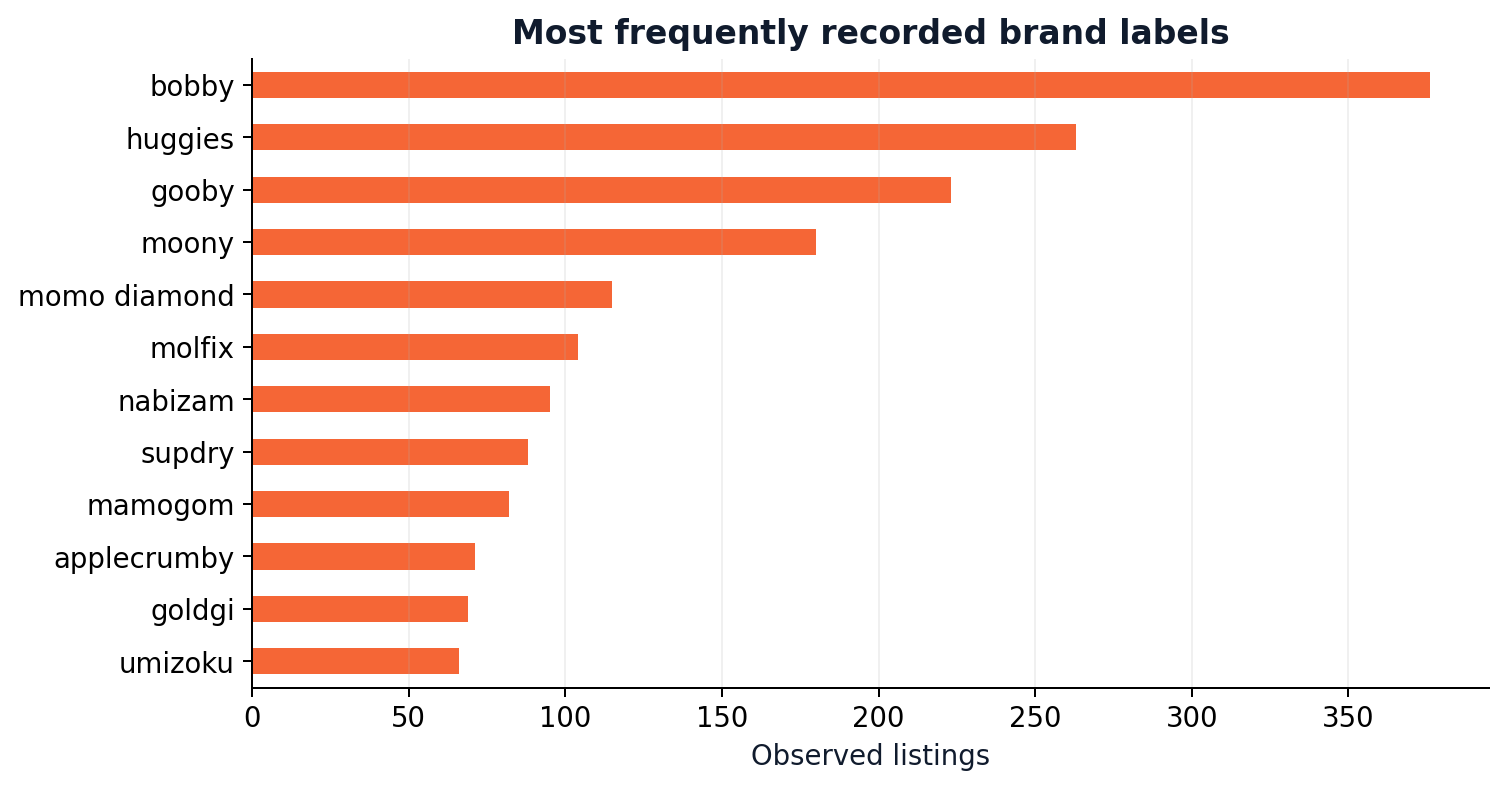 Most frequently recorded brand labels
bobby
huggies
gooby
moony
momo diamond
molfix
nabizam
supdry
mamogom
applecrumby
goldgi
umizoku
0 50 100 150 200 250 300 350
Observed listings